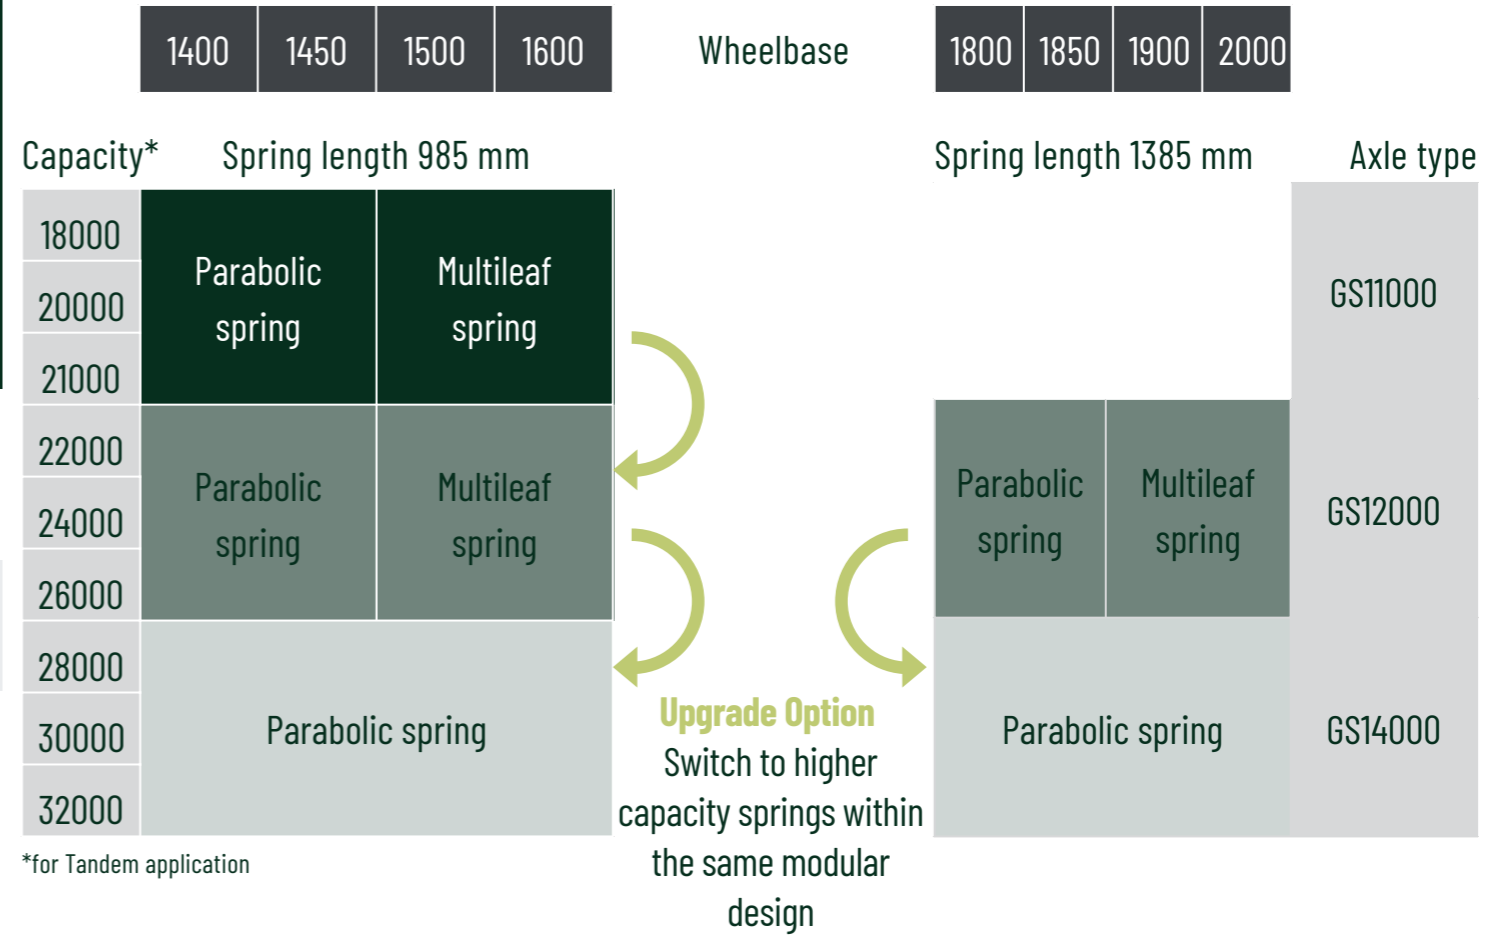 1400 1450 1500 1600 Wheelbase 1800 1850 1900 2000
Capacity* Spring length 985 mm Spring length 1385 mm Axle type
18000
20000
21000
Parabolic
spring
Multileaf
spring
GS11000
22000
24000
26000
Parabolic
spring
Multileaf
spring
Parabolic
spring
Multileaf
spring
GS12000
28000
30000
32000
Parabolic spring
Parabolic spring
GS14000
Upgrade Option
Switch to higher
capacity springs within
the same modular
design
*for Tandem application